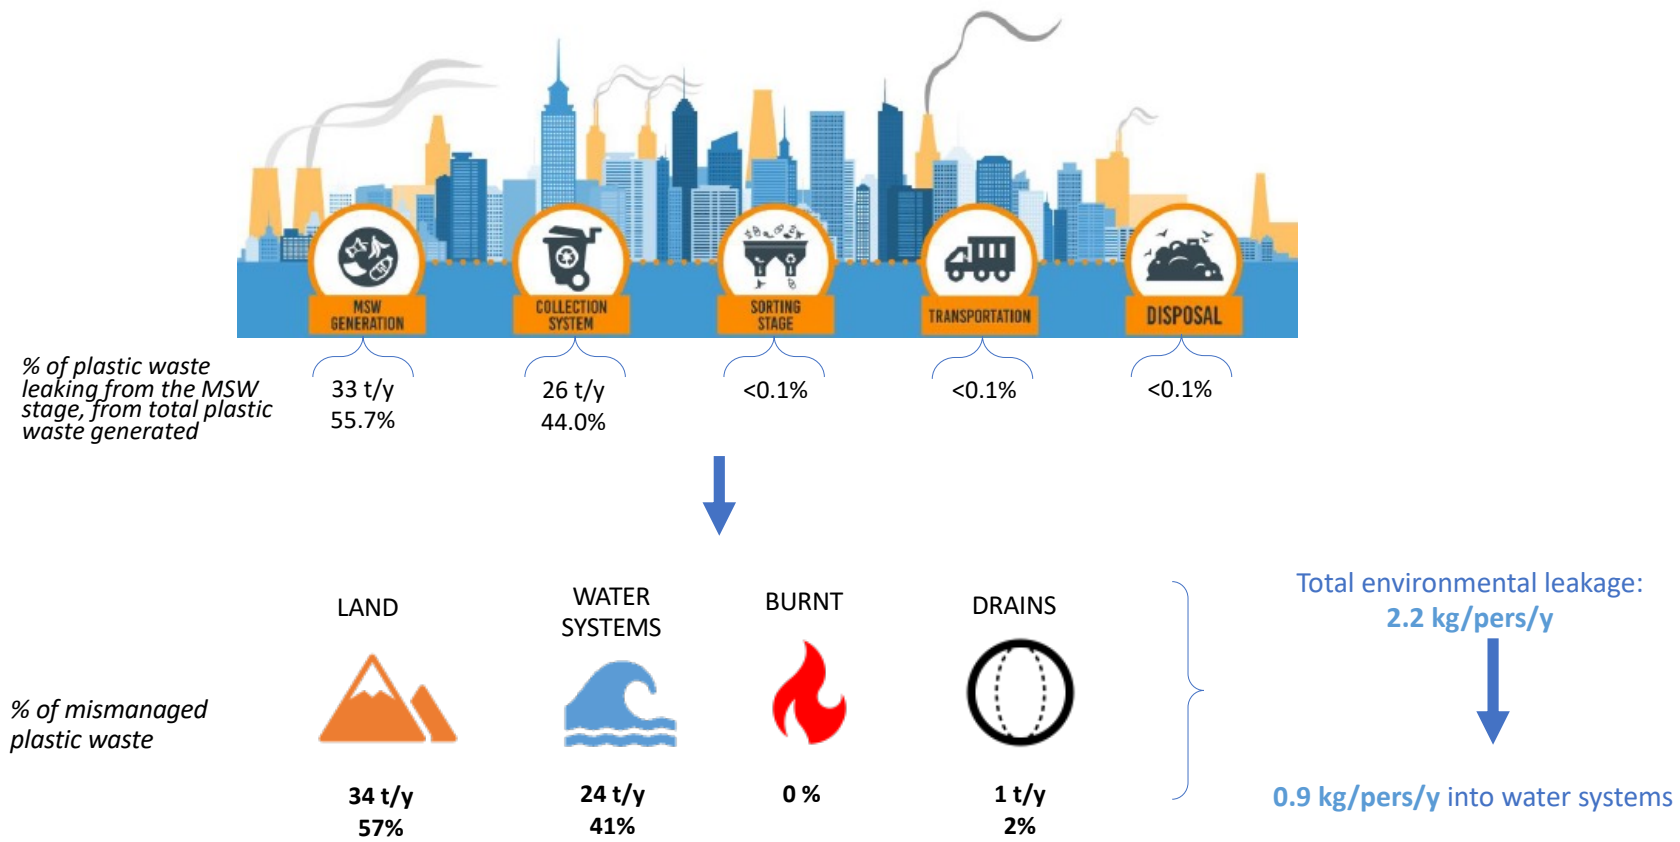 MSW
GENERATION
COLLECTION
SYSTEM
SORTING
STAGE
TRANSPORTATION
DISPOSAL
% of plastic waste
leaking from the MSW
stage, from total plastic
waste generated
33 t/y
55.7%
26 t/y
44.0%
<0.1%
<0.1%
<0.1%
LAND
WATER
SYSTEMS
BURNT
DRAINS
Total environmental leakage:
2.2 kg/pers/y
% of mismanaged
plastic waste
34 t/y
57%
24 t/y
41%
0 %
1 t/y
2%
0.9 kg/pers/y into water systems